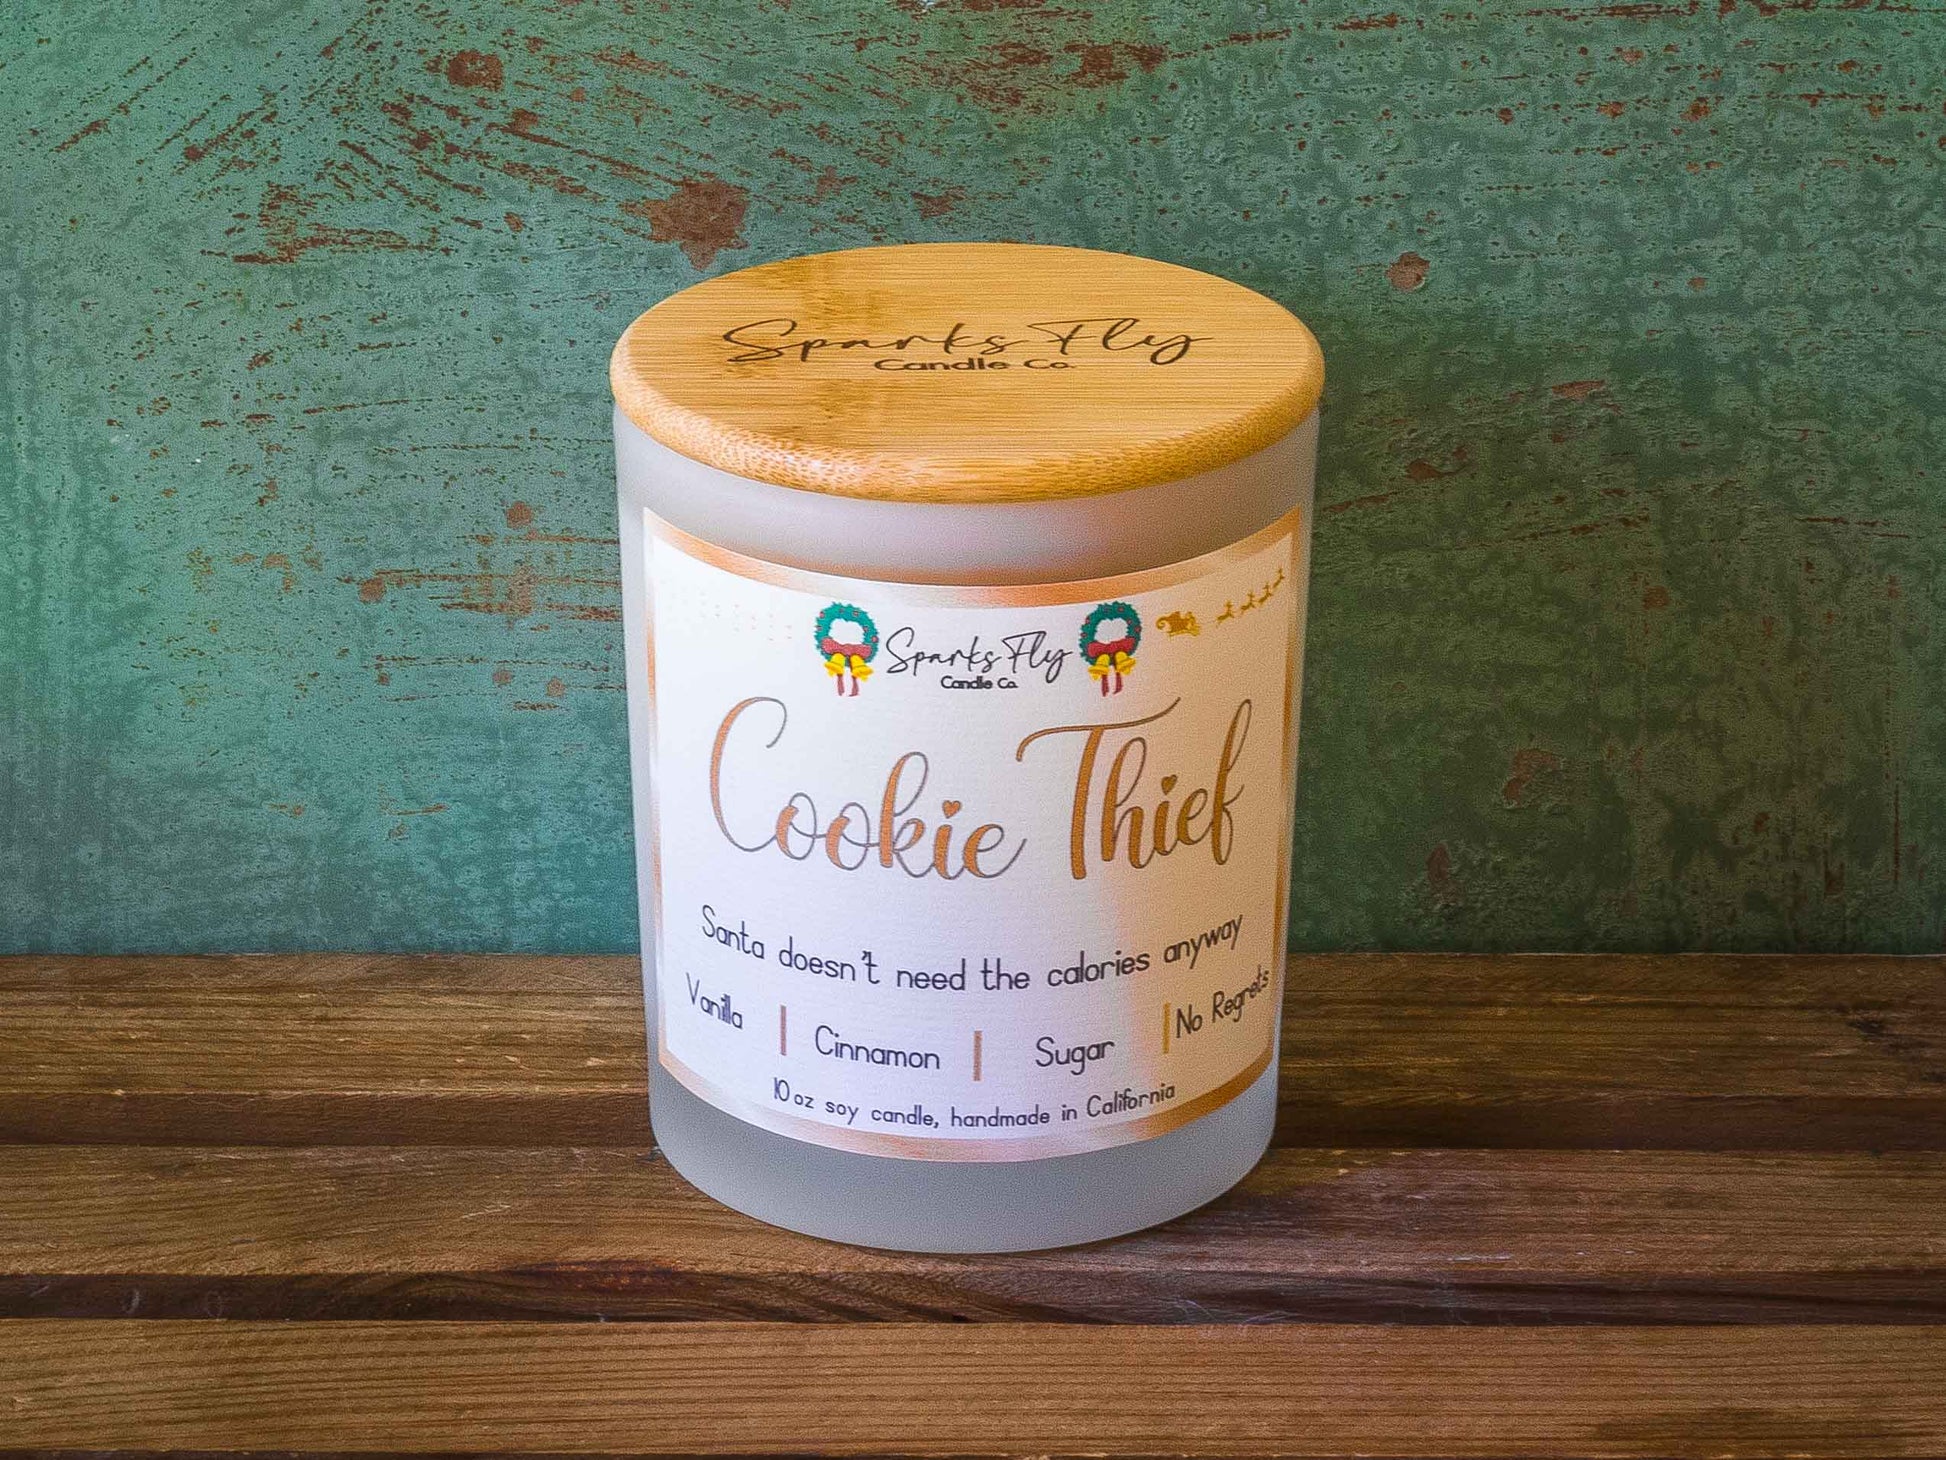 Sparks Fly
Candle Co.
Sparks Fly
Candle Co.
Cookie Thief
Santa doesn't need the calories anyway
Vanilla | Cinnamon | Sugar | No Regrets
10 oz soy candle, handmade in California